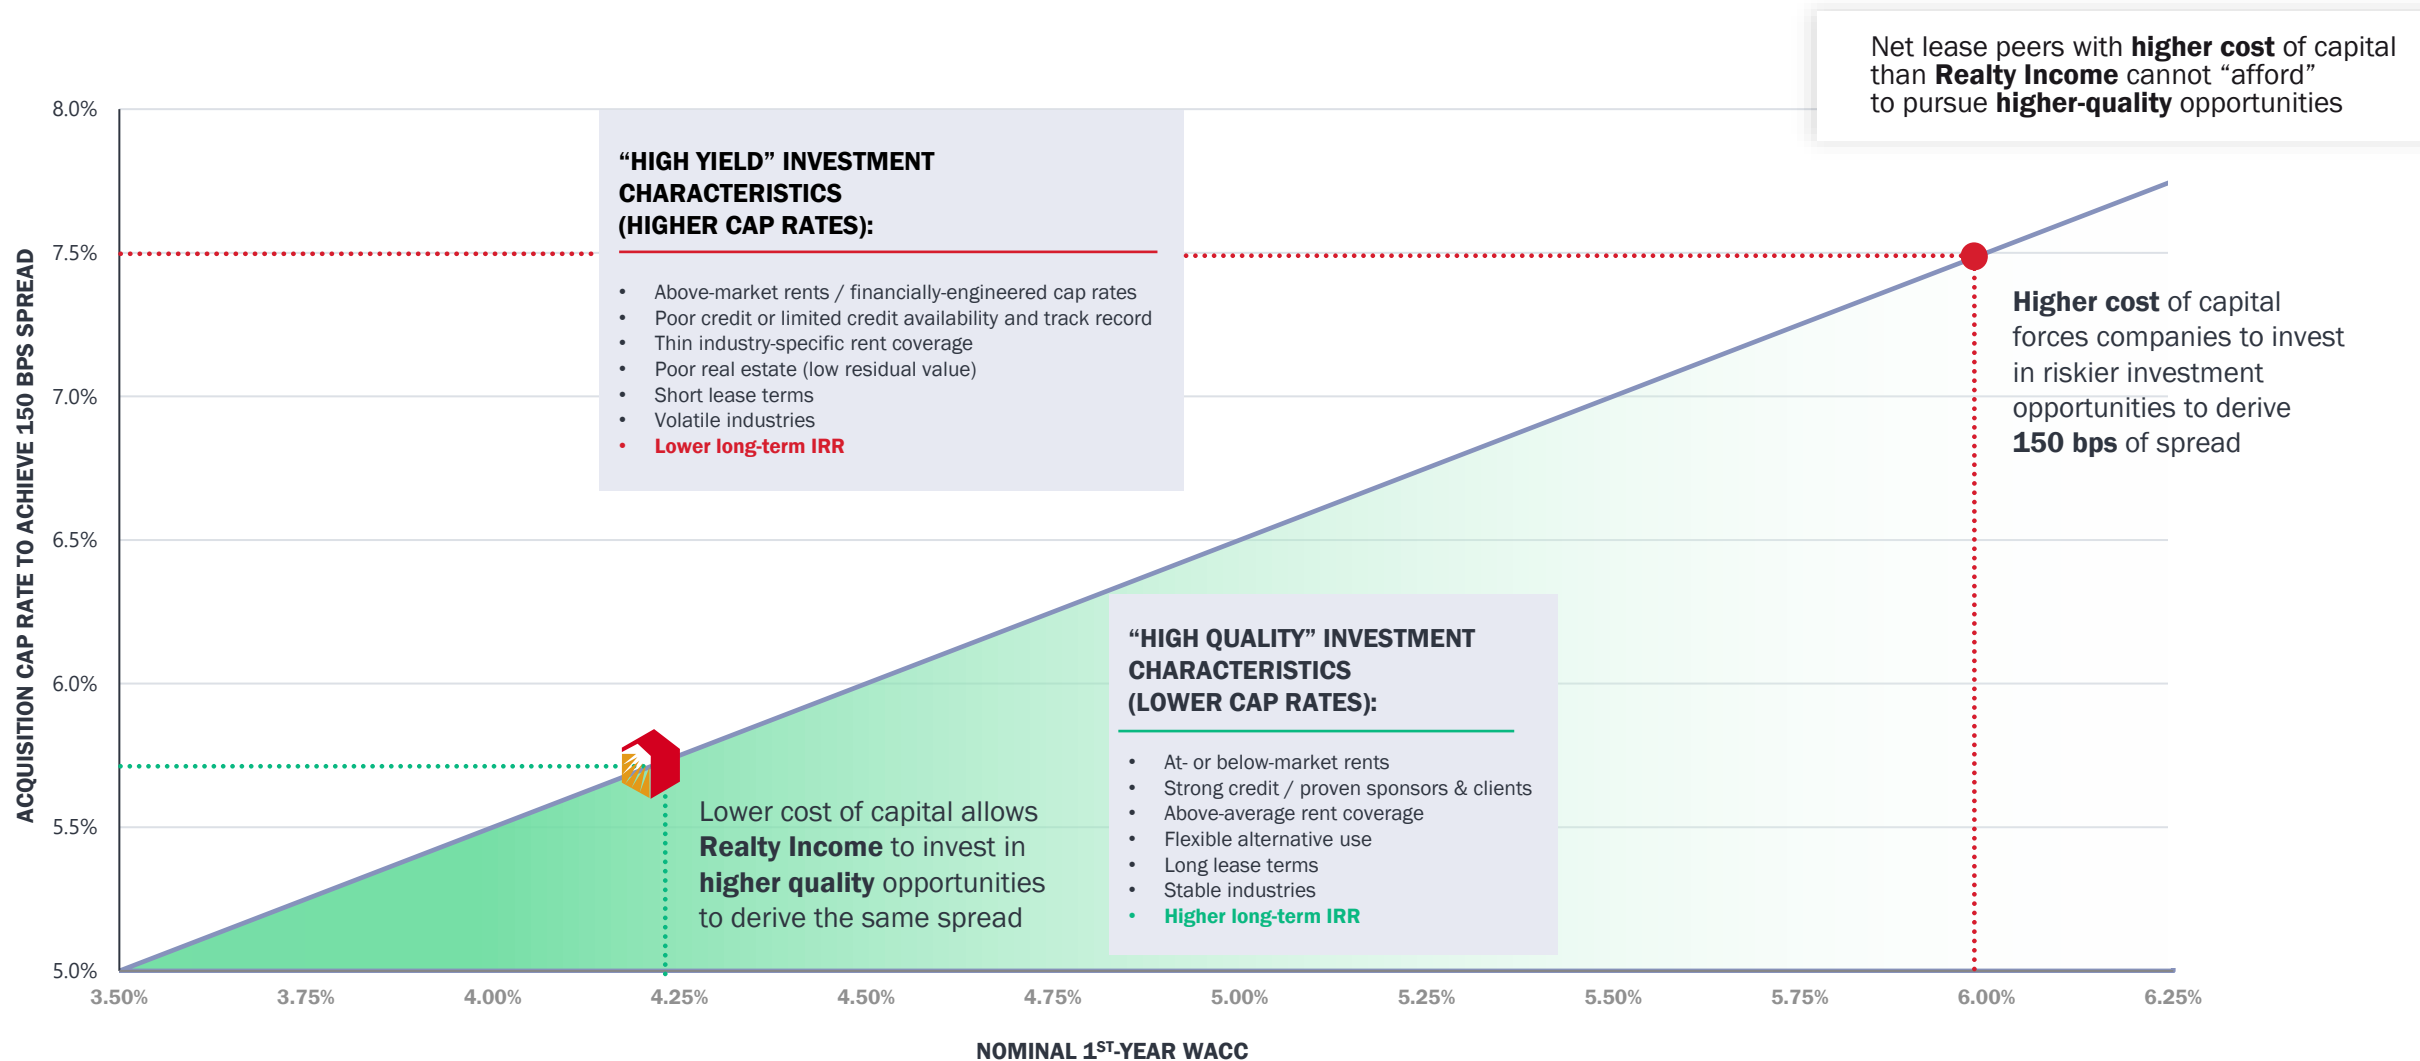 Net lease peers with higher cost of capital
than Realty Income cannot “afford”
to pursue higher-quality opportunities
ACQUISITION CAP RATE TO ACHIEVE 150 BPS SPREAD
8.0%
7.5%
7.0%
6.5%
6.0%
5.5%
5.0%
“HIGH YIELD” INVESTMENT
CHARACTERISTICS
(HIGHER CAP RATES):
• Above-market rents / financially-engineered cap rates
• Poor credit or limited credit availability and track record
• Thin industry-specific rent coverage
• Poor real estate (low residual value)
• Short lease terms
• Volatile industries
• Lower long-term IRR
Higher cost of capital
forces companies to invest
in riskier investment
opportunities to derive
150 bps of spread
Lower cost of capital allows
Realty Income to invest in
higher quality opportunities
to derive the same spread
“HIGH QUALITY” INVESTMENT
CHARACTERISTICS
(LOWER CAP RATES):
• At- or below-market rents
• Strong credit / proven sponsors & clients
• Above-average rent coverage
• Flexible alternative use
• Long lease terms
• Stable industries
• Higher long-term IRR
3.50% 3.75% 4.00% 4.25% 4.50% 4.75% 5.00% 5.25% 5.50% 5.75% 6.00% 6.25%
NOMINAL 1ST-YEAR WACC